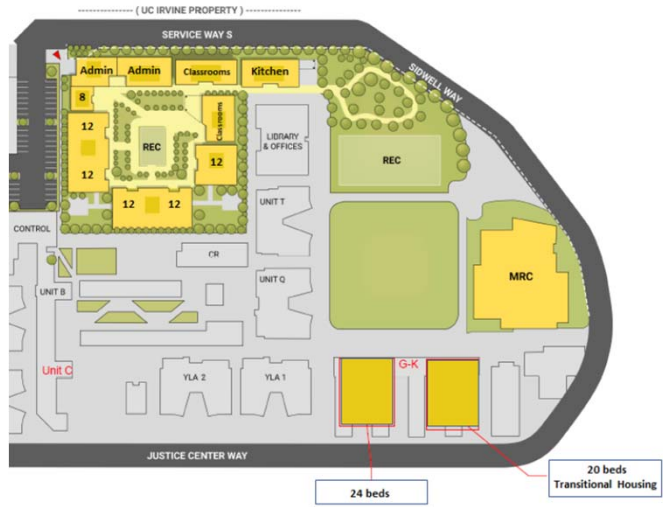 ( UC IRVINE PROPERTY )
SERVICE WAY S
SIDWELL WAY
Admin
Admin
Classrooms
Kitchen
8
12
12
Classrooms
REC
12
12
12
LIBRARY
& OFFICES
REC
UNIT T
CONTROL
CR
UNIT Q
UNIT B
MRC
Unit C
YLA 2
YLA 1
G-K
JUSTICE CENTER WAY
24 beds
20 beds
Transitional Housing